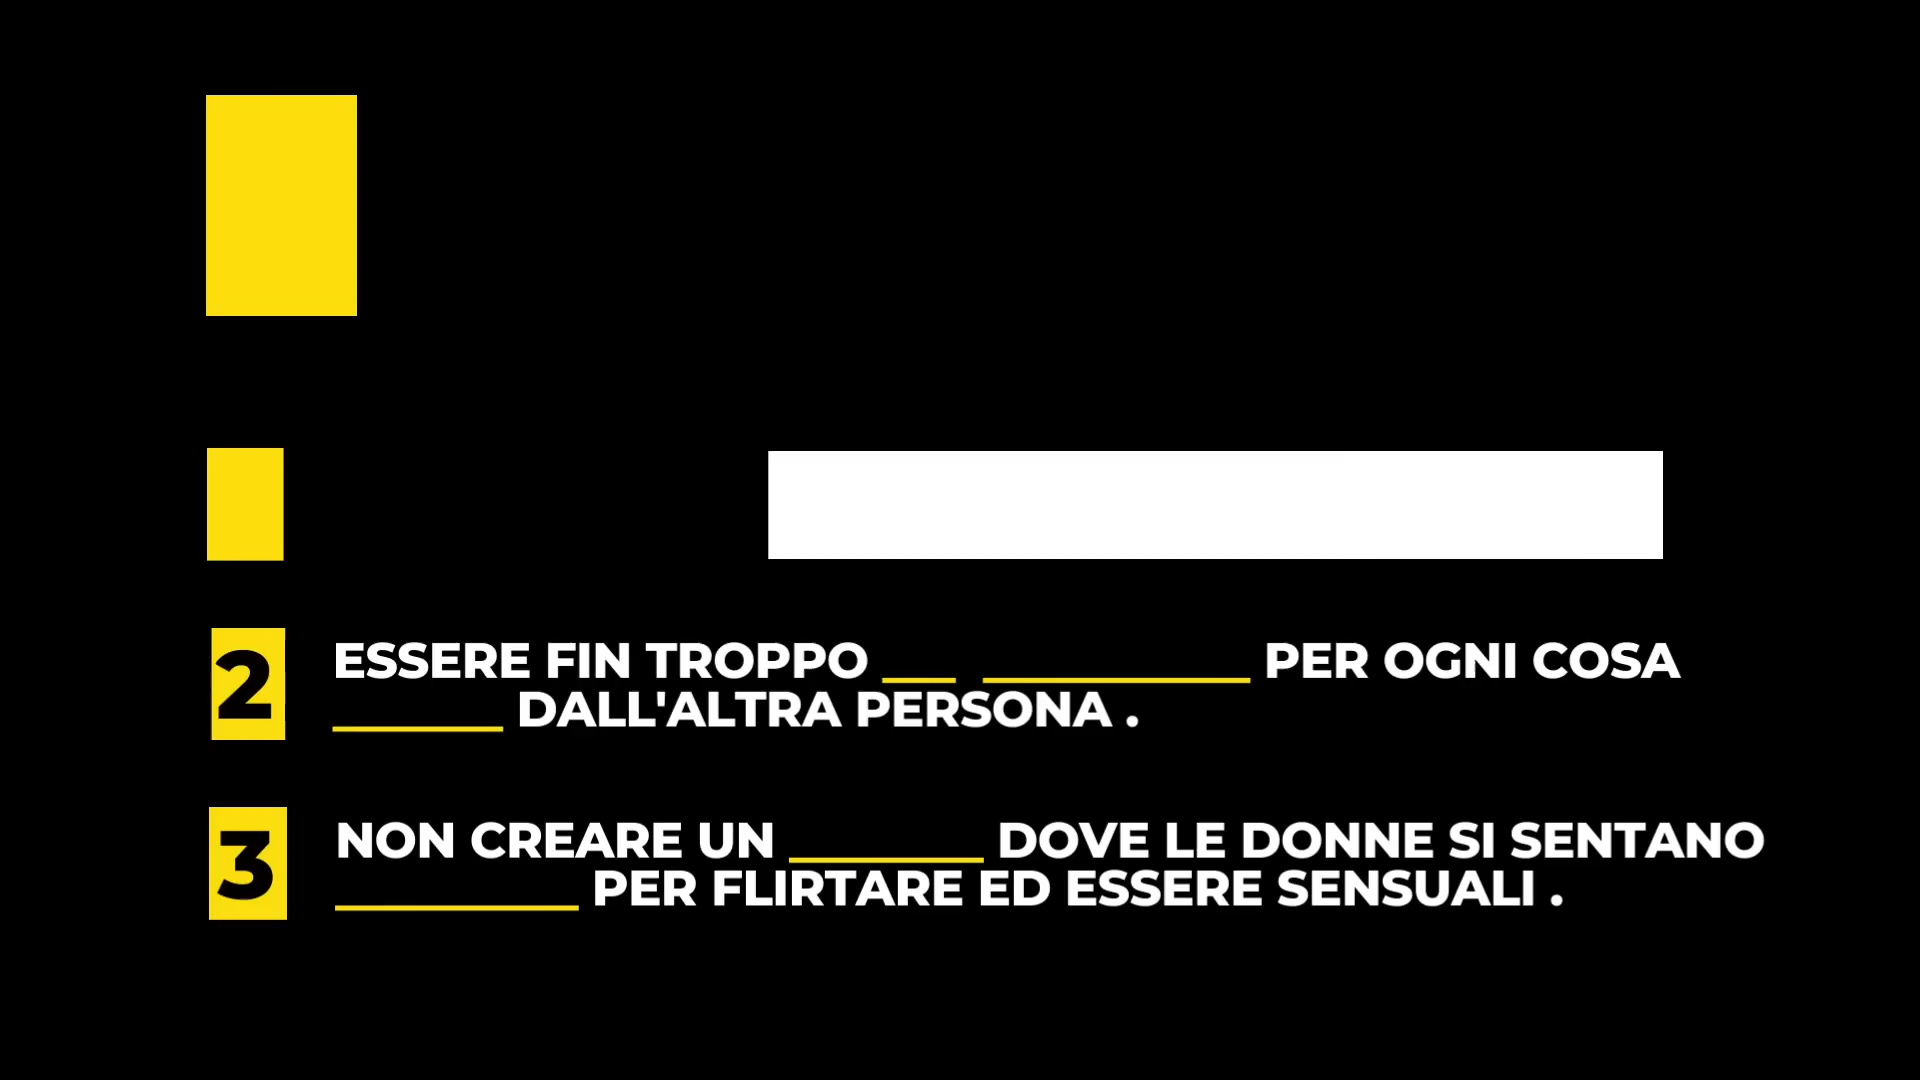 2 ESSERE FIN TROPPO ___ ___________ PER OGNI COSA
_______ DALL'ALTRA PERSONA .
3 NON CREARE UN ________ DOVE LE DONNE SI SENTANO
__________ PER FLIRTARE ED ESSERE SENSUALI .